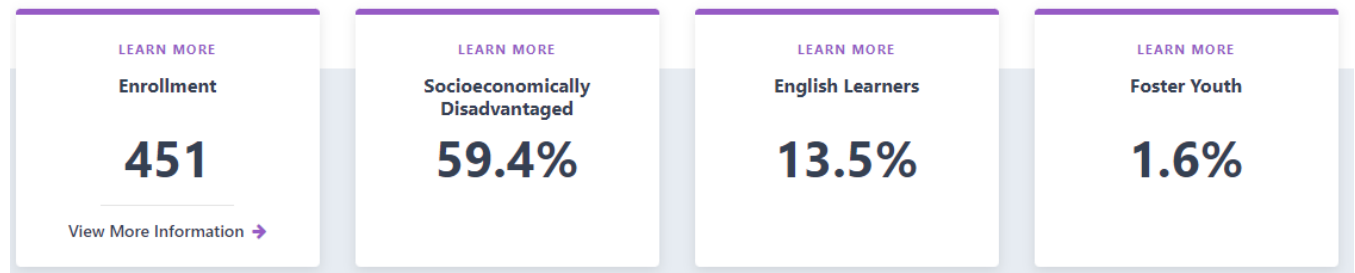 LEARN MORE
Enrollment
451
View More Information
LEARN MORE
Socioeconomically
Disadvantaged
59.4%
LEARN MORE
English Learners
13.5%
LEARN MORE
Foster Youth
1.6%